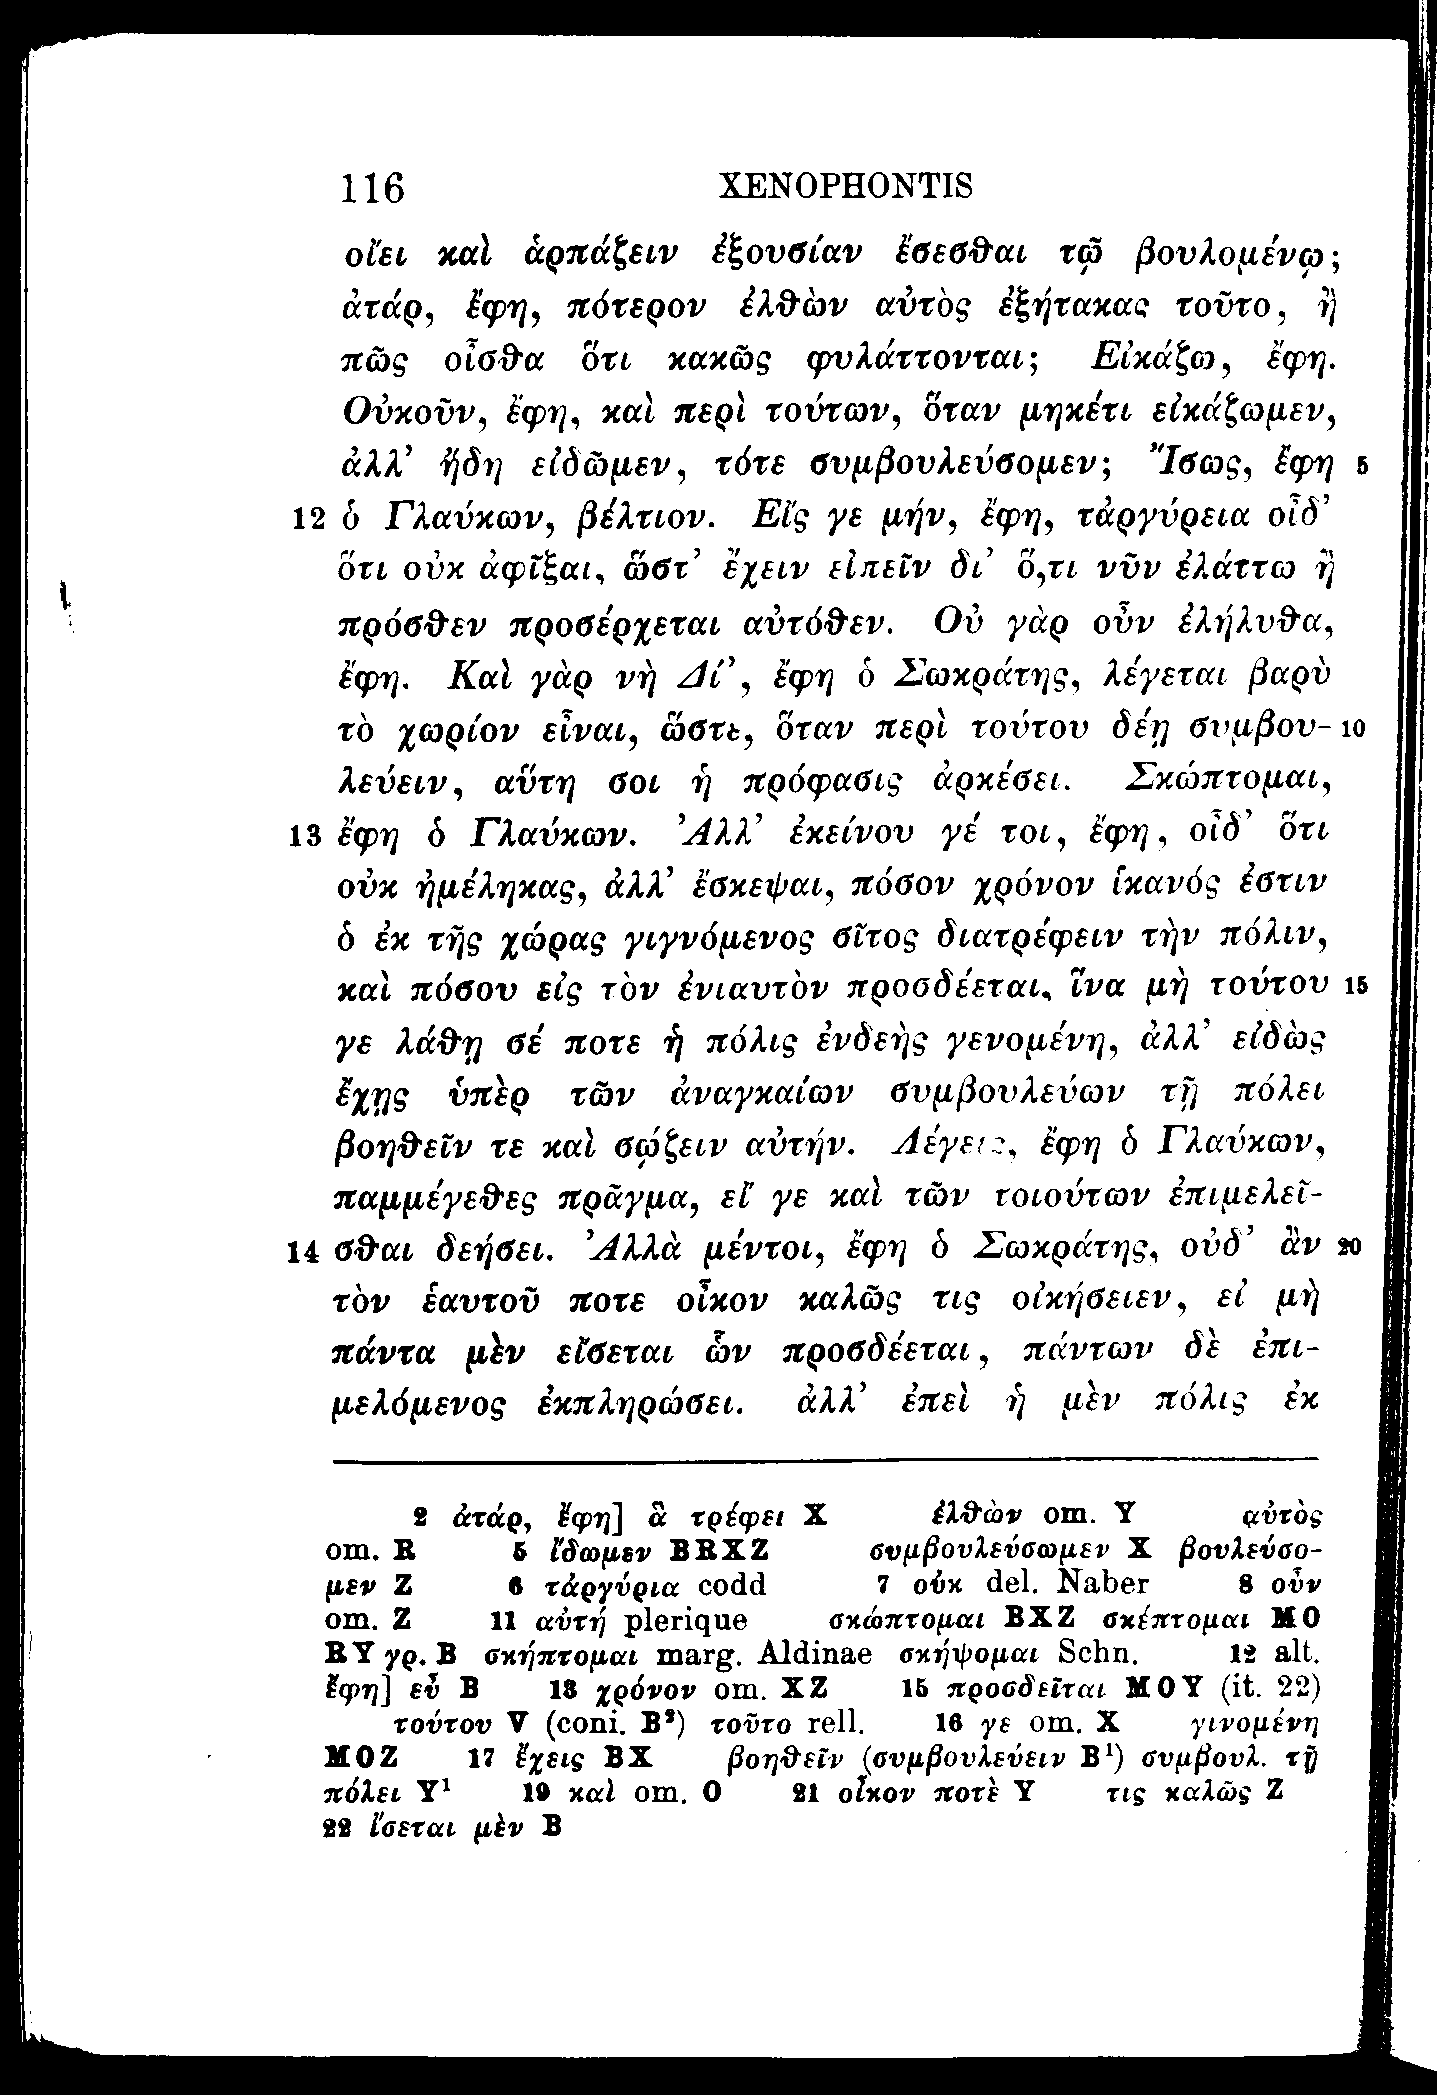 116 XENOPHONTIS
οἴει καὶ ἁρπάζειν ἐξουσίαν ἔσεσθαι τῷ βουλομένῳ;
ἀτάρ, ἔφη, πότερον ἐλθὼν αὐτὸς ἐξήτακας τοῦτο, ἢ
πῶς οἶσθα ὅτι κακῶς φυλάττονται; Εἰκάζω, ἔφη.
Οὐκοῦν, ἔφη, καὶ περὶ τούτων, ὅταν μηκέτι εἰκάζωμεν,
ἀλλ’ ἤδη εἰδῶμεν, τότε συμβουλεύσομεν; Ἴσως, ἔφη 5
12 ὁ Γλαύκων, βέλτιον. Εἴς γε μήν, ἔφη, τἀργύρεια οἶδ’
ὅτι οὐκ ἀφῖξαι, ὥστ’ ἔχειν εἰπεῖν δι’ ὅ,τι νῦν ἐλάττω ἢ
πρόσθεν προσέρχεται αὐτόθεν. Οὐ γὰρ οὖν ἐλήλυθα,
ἔφη. Καὶ γὰρ νὴ Δί’, ἔφη ὁ Σωκράτης, λέγεται βαρὺ
τὸ χωρίον εἶναι, ὥστε, ὅταν περὶ τούτου δέῃ συμβου- 10
λεύειν, αὕτη σοι ἡ πρόφασις ἀρκέσει. Σκώπτομαι,
13 ἔφη ὁ Γλαύκων. Ἀλλ’ ἐκείνου γέ τοι, ἔφη, οἶδ’ ὅτι
οὐκ ἠμέληκας, ἀλλ’ ἔσκεψαι, πόσον χρόνον ἱκανός ἐστιν
ὁ ἐκ τῆς χώρας γιγνόμενος σῖτος διατρέφειν τὴν πόλιν,
καὶ πόσου εἰς τὸν ἐνιαυτὸν προσδέεται, ἵνα μὴ τούτου 15
γε λάθῃ σέ ποτε ἡ πόλις ἐνδεὴς γενομένη, ἀλλ’ εἰδὼς
ἔχῃς ὑπὲρ τῶν ἀναγκαίων συμβουλεύων τῇ πόλει
βοηθεῖν τε καὶ σῴζειν αὐτήν. Λέγεις, ἔφη ὁ Γλαύκων,
παμμέγεθες πρᾶγμα, εἴ γε καὶ τῶν τοιούτων ἐπιμελεῖ-
14 σθαι δεήσει. Ἀλλὰ μέντοι, ἔφη ὁ Σωκράτης, οὐδ’ ἂν 20
τὸν ἑαυτοῦ ποτε οἶκον καλῶς τις οἰκήσειεν, εἰ μὴ
πάντα μὲν εἴσεται ὧν προσδέεται, πάντων δὲ ἐπι-
μελόμενος ἐκπληρώσει. ἀλλ’ ἐπεὶ ἡ μὲν πόλις ἐκ
2 ἀτάρ, ἔφη] ἃ τρέφει X ἐλθὼν om. Y αὐτὸς
om. R 5 ἴδωμεν BRXZ συμβουλεύσωμεν X βουλεύσο-
μεν Z 6 τἀργύρια codd 7 οὐκ del. Naber 8 οὖν
om. Z 11 αὐτή plerique σκώπτομαι BXZ σκέπτομαι MO
RY γρ. B σκήπτομαι marg. Aldinae σκήψομαι Schn. 12 alt.
ἔφη] εὖ B 13 χρόνον om. XZ 15 προσδεῖται MOY (it. 22)
τούτου V (coni. B²) τοῦτο rell. 16 γε om. X γινομένη
MOZ 17 ἔχεις BX βοηθεῖν (συμβουλεύειν B¹) συμβουλ. τῇ
πόλει Y¹ 19 καὶ om. O 21 οἶκον ποτὲ Y τις καλῶς Z
22 ἴσεται μὲν B